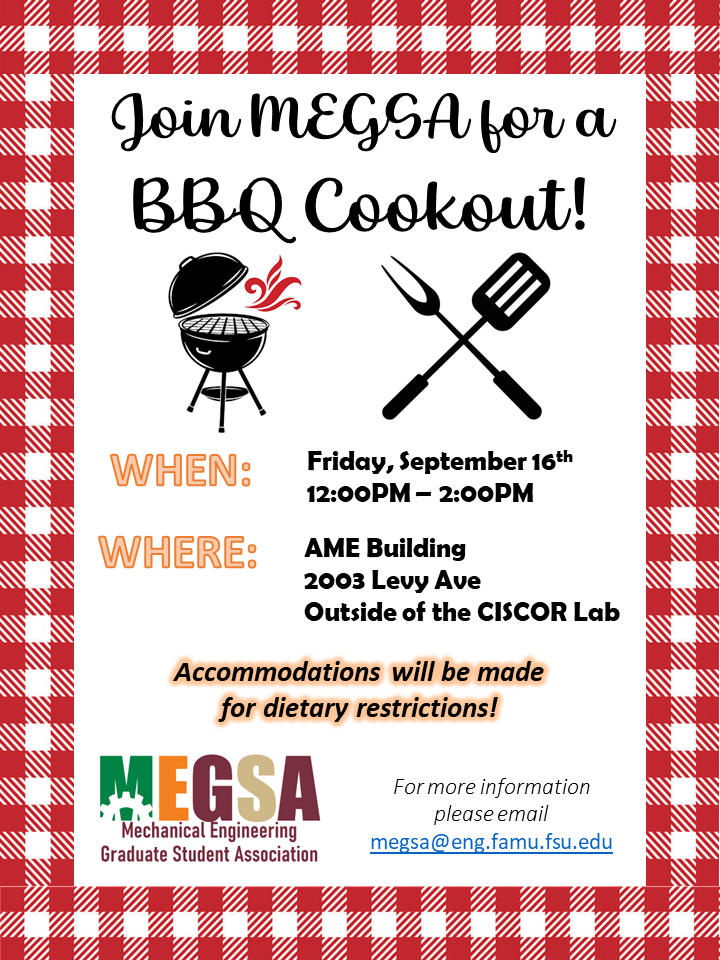 Join MEGSA for a
BBQ Cookout!
WHEN:
Friday, September 16th
12:00PM – 2:00PM
WHERE:
AME Building
2003 Levy Ave
Outside of the CISCOR Lab
Accommodations will be made
for dietary restrictions!
MEGSA
Mechanical Engineering
Graduate Student Association
For more information
please email
megsa@eng.famu.fsu.edu